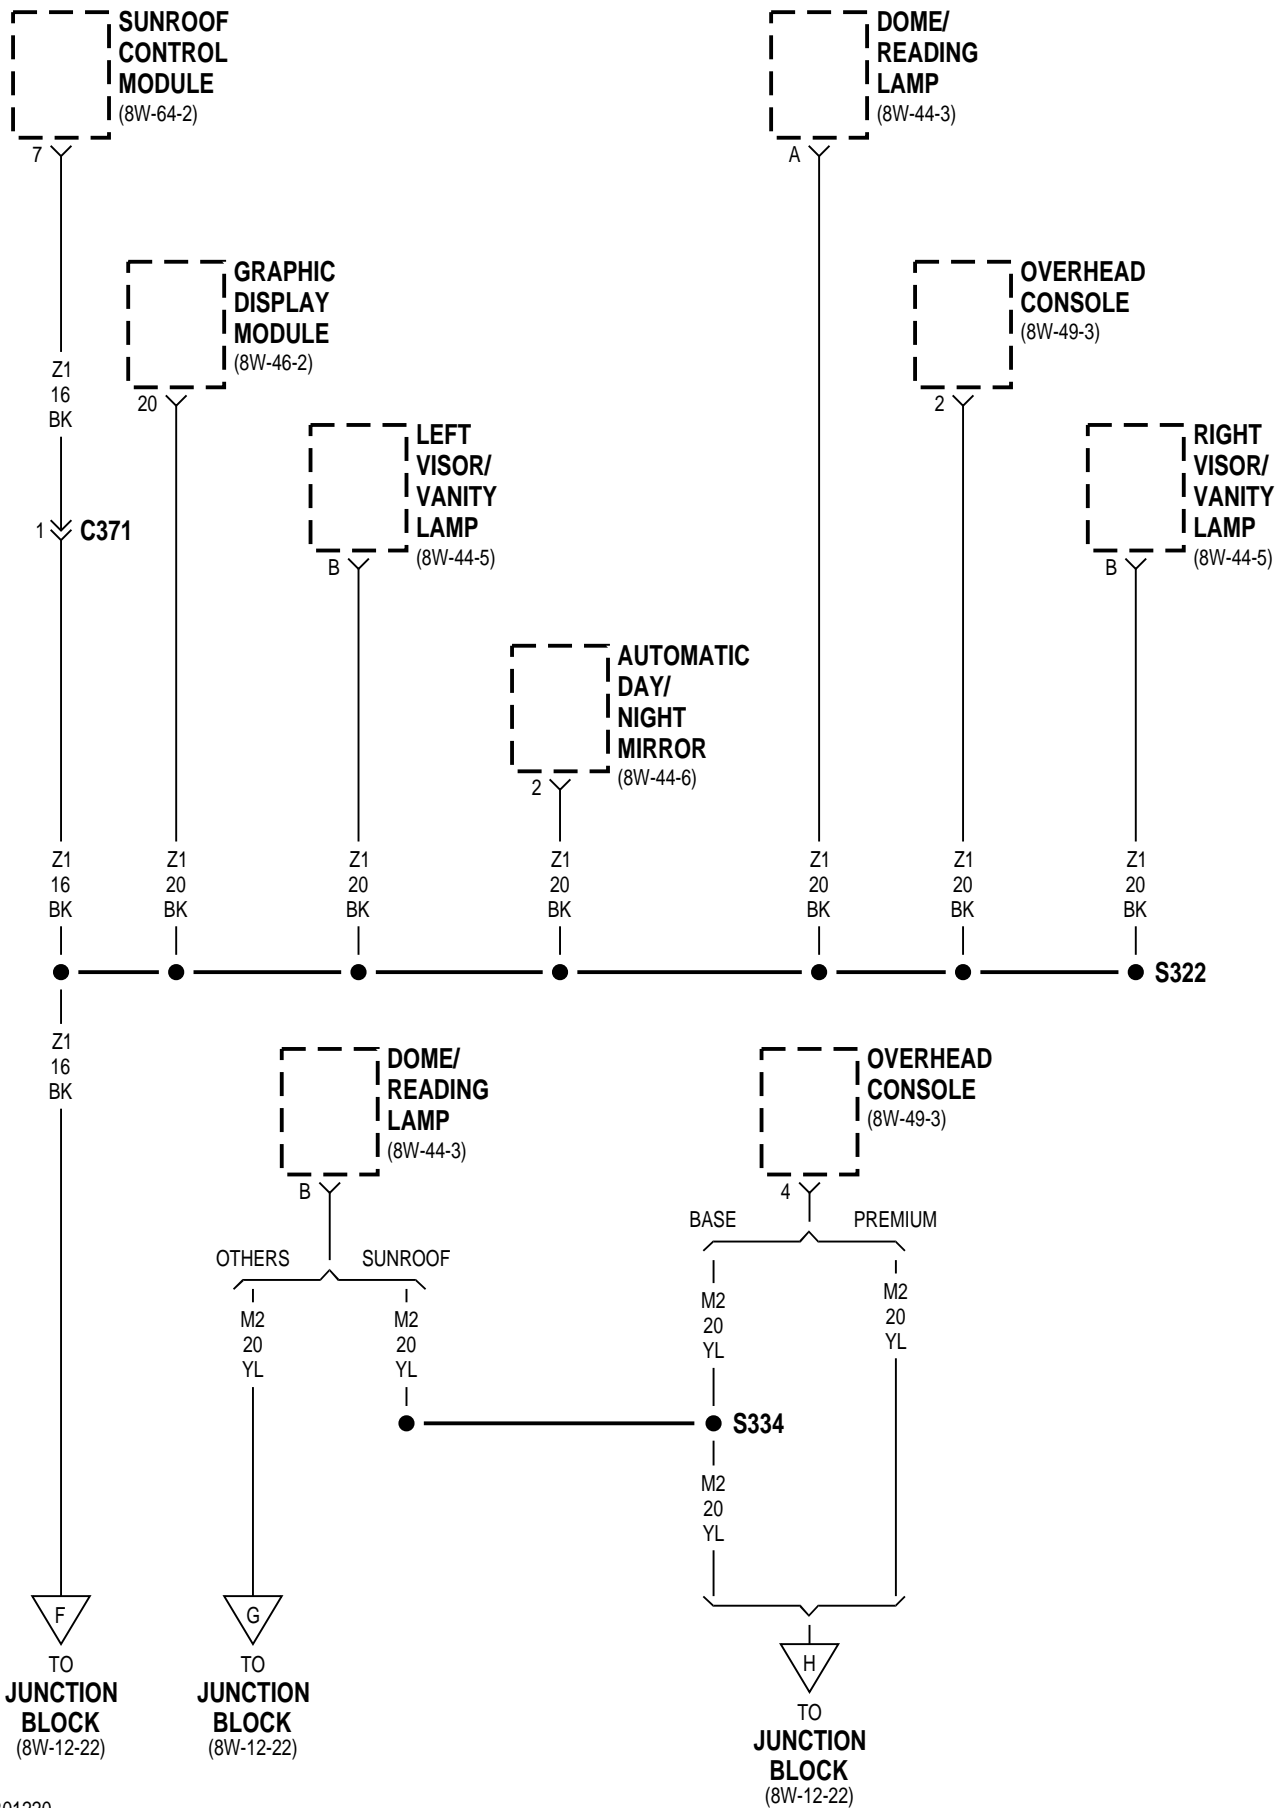 SUNROOF
CONTROL
MODULE
(8W-64-2)
7
DOME/
READING
LAMP
(8W-44-3)
A
GRAPHIC
DISPLAY
MODULE
(8W-46-2)
20
OVERHEAD
CONSOLE
(8W-49-3)
2
Z1
16
BK
LEFT
VISOR/
VANITY
LAMP
(8W-44-5)
B
RIGHT
VISOR/
VANITY
LAMP
(8W-44-5)
B
1
C371
AUTOMATIC
DAY/
NIGHT
MIRROR
(8W-44-6)
2
Z1
16
BK
Z1
20
BK
Z1
20
BK
Z1
20
BK
Z1
20
BK
Z1
20
BK
Z1
20
BK
S322
Z1
16
BK
DOME/
READING
LAMP
(8W-44-3)
B
OVERHEAD
CONSOLE
(8W-49-3)
4
BASE
PREMIUM
OTHERS
SUNROOF
M2
20
YL
M2
20
YL
M2
20
YL
M2
20
YL
S334
M2
20
YL
F
TO
JUNCTION
BLOCK
(8W-12-22)
G
TO
JUNCTION
BLOCK
(8W-12-22)
H
TO
JUNCTION
BLOCK
(8W-12-22)